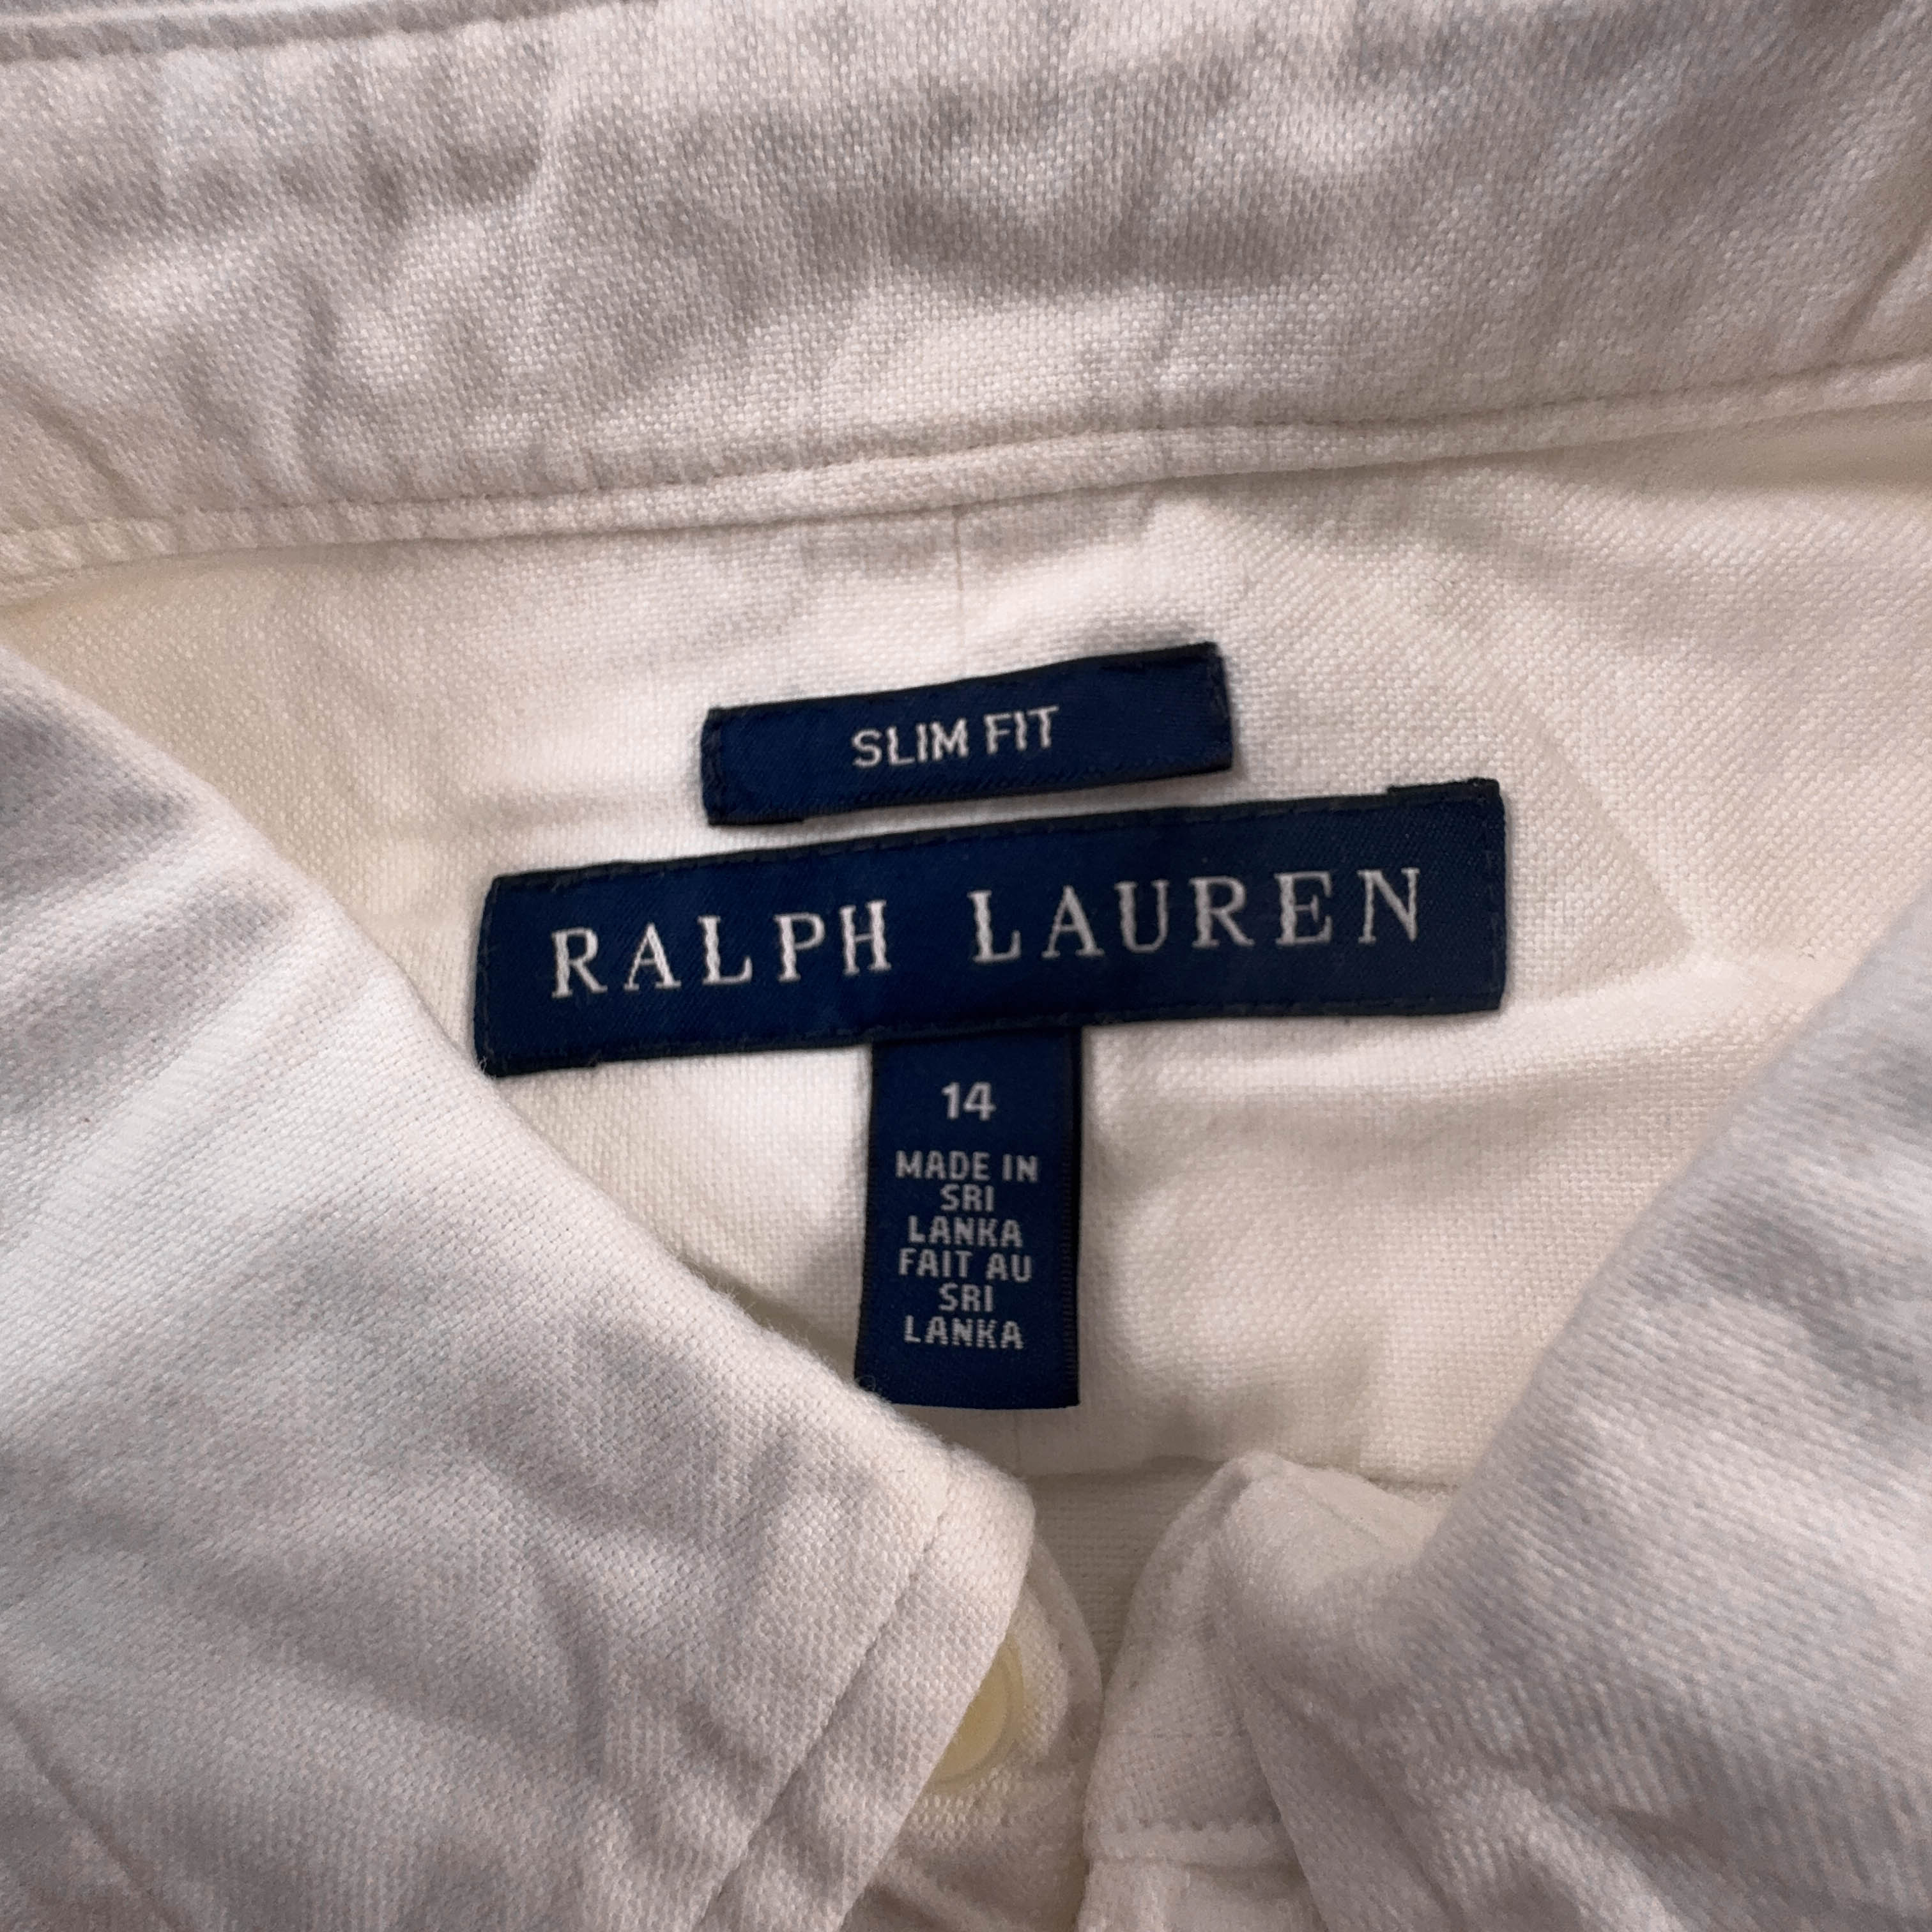 SLIM FIT
RALPH LAUREN
14
MADE IN
SRI
LANKA
FAIT AU
SRI
LANKA